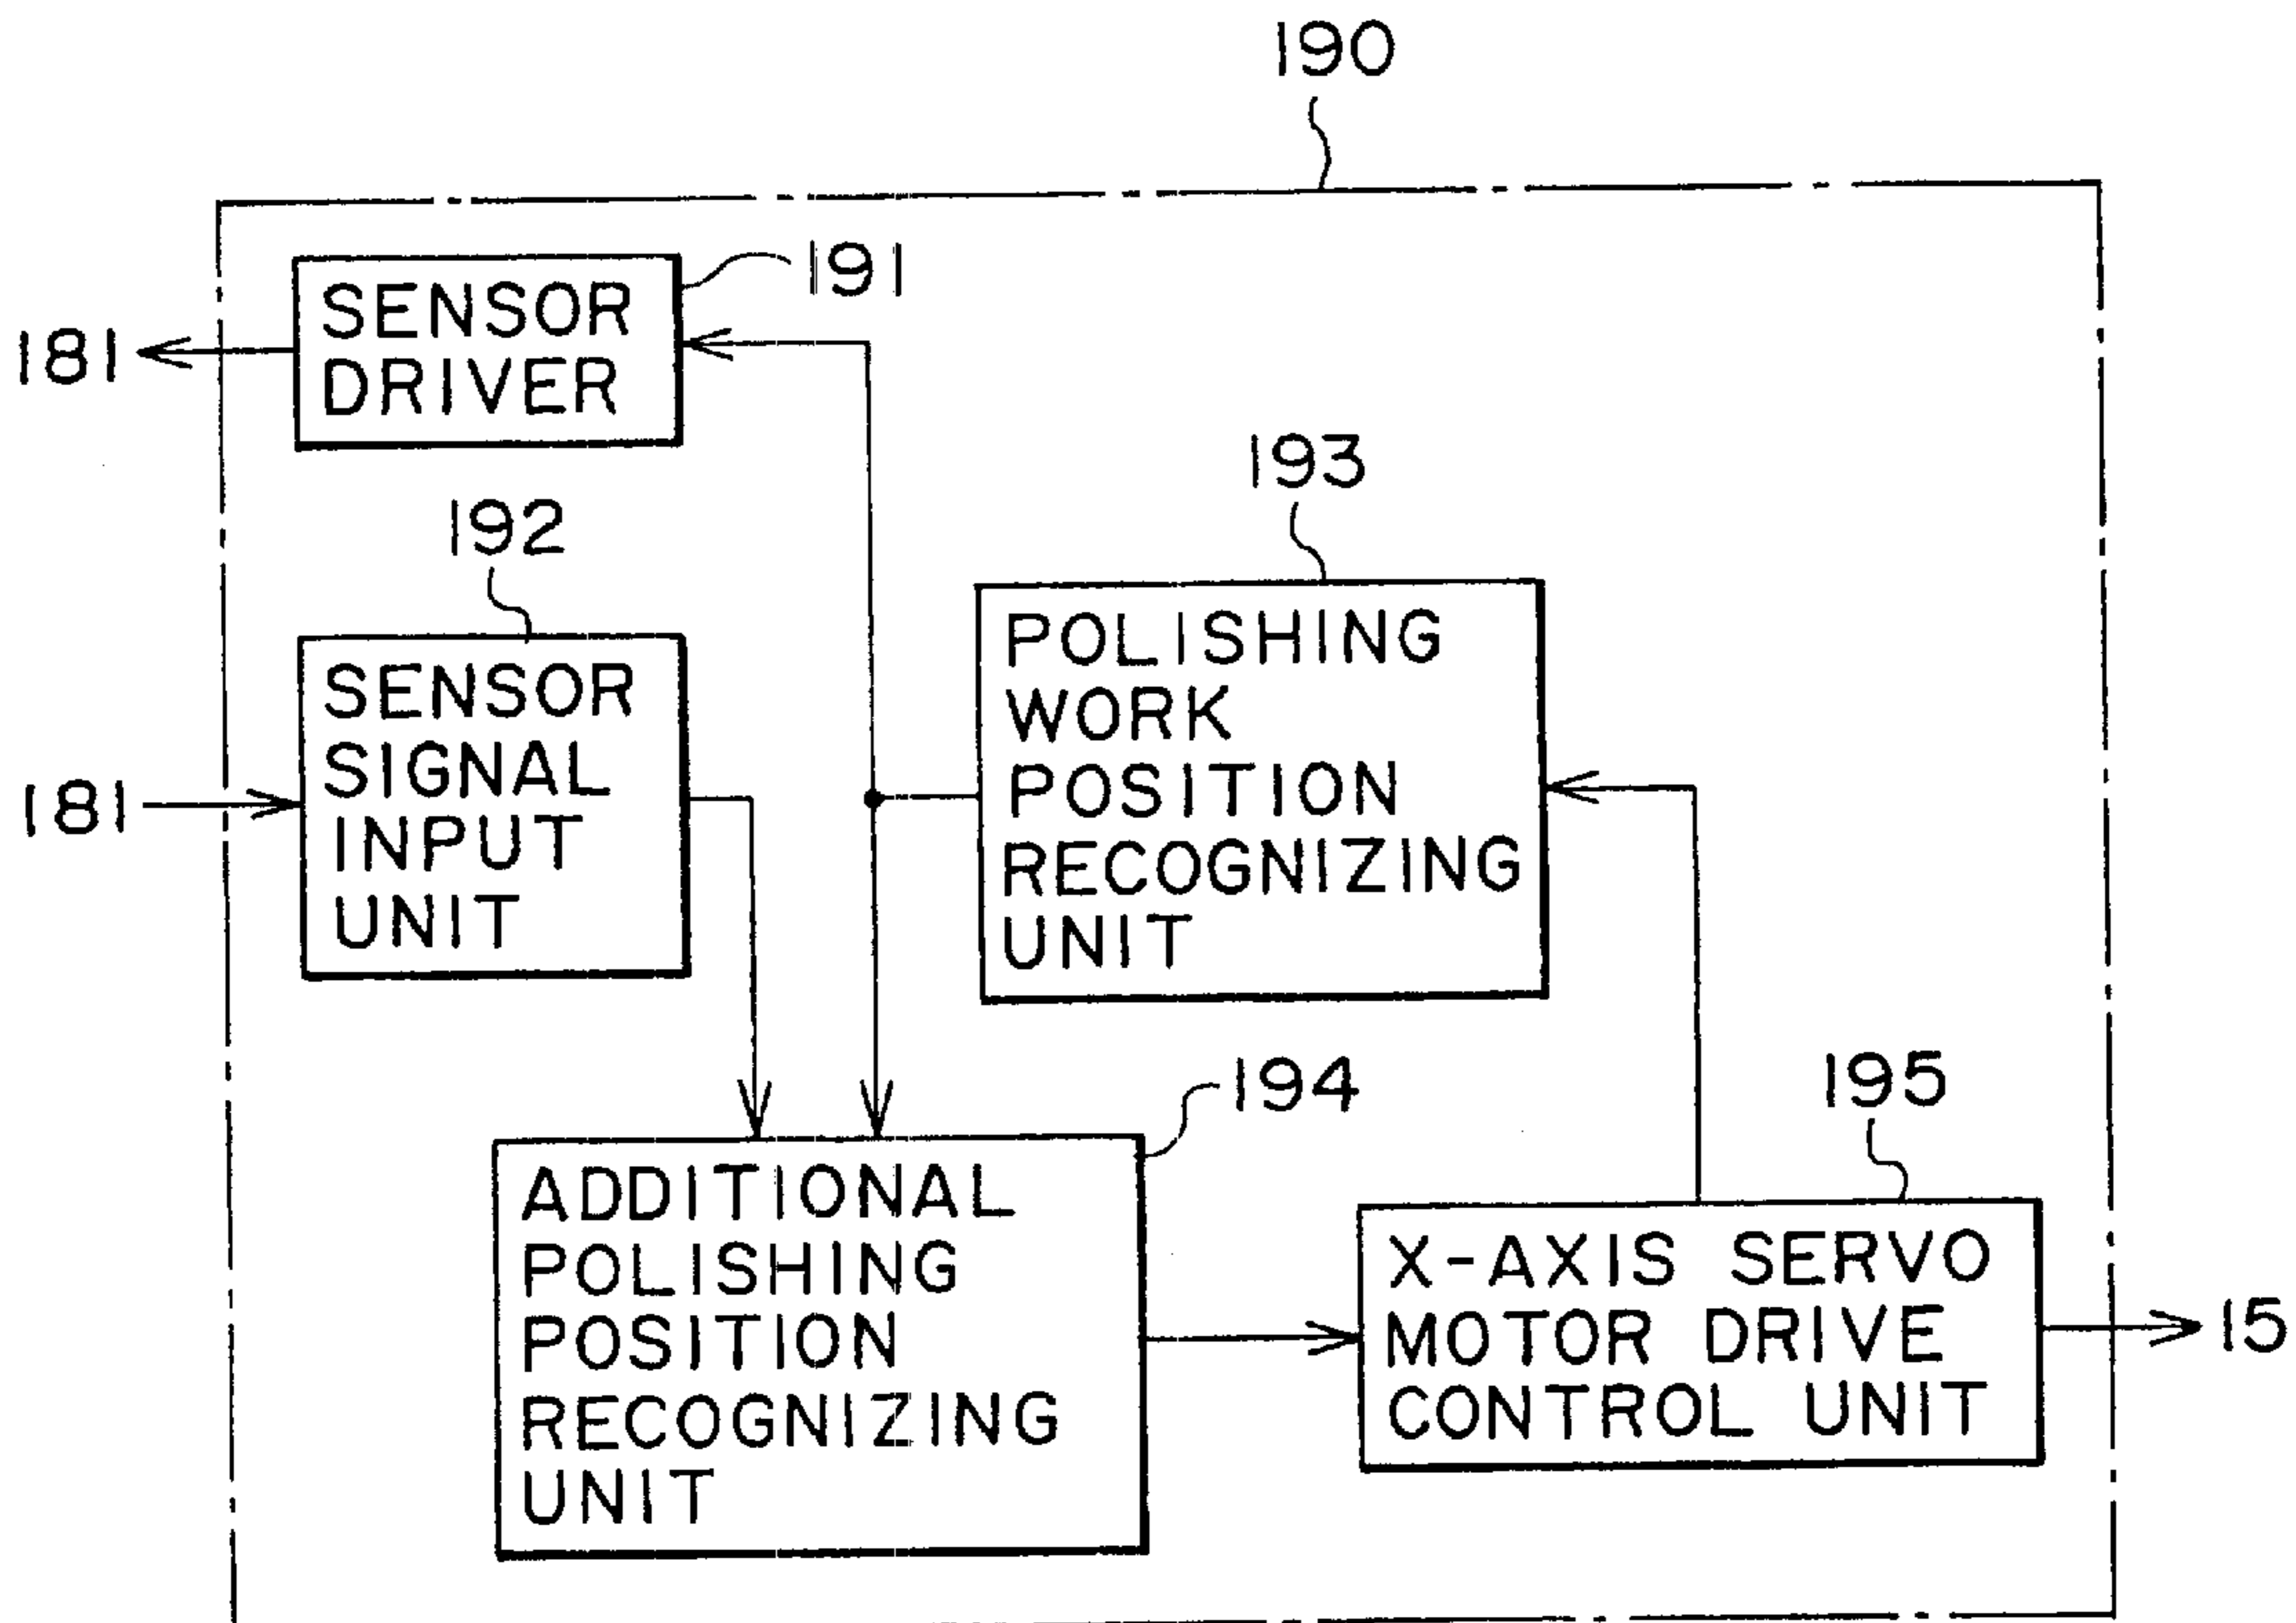 190
191
SENSOR
DRIVER
181
193
192
SENSOR
SIGNAL
INPUT
UNIT
181
POLISHING
WORK
POSITION
RECOGNIZING
UNIT
194
195
ADDITIONAL
POLISHING
POSITION
RECOGNIZING
UNIT
X-AXIS SERVO
MOTOR DRIVE
CONTROL UNIT
15